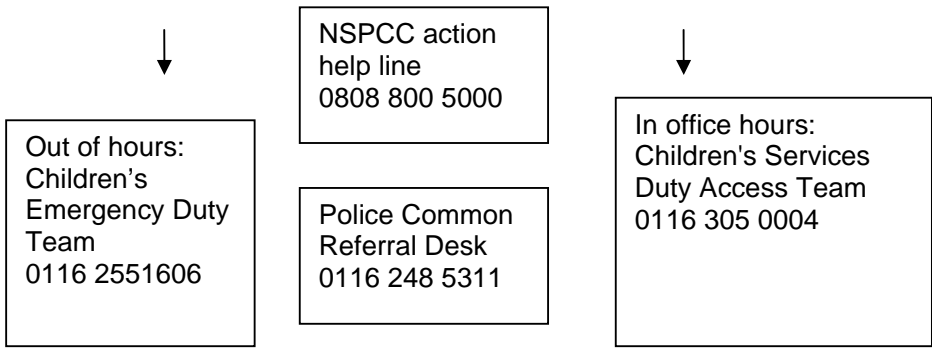 NSPCC action
help line
0808 800 5000
Out of hours:
Children’s
Emergency Duty
Team
0116 2551606
Police Common
Referral Desk
0116 248 5311
In office hours:
Children's Services
Duty Access Team
0116 305 0004